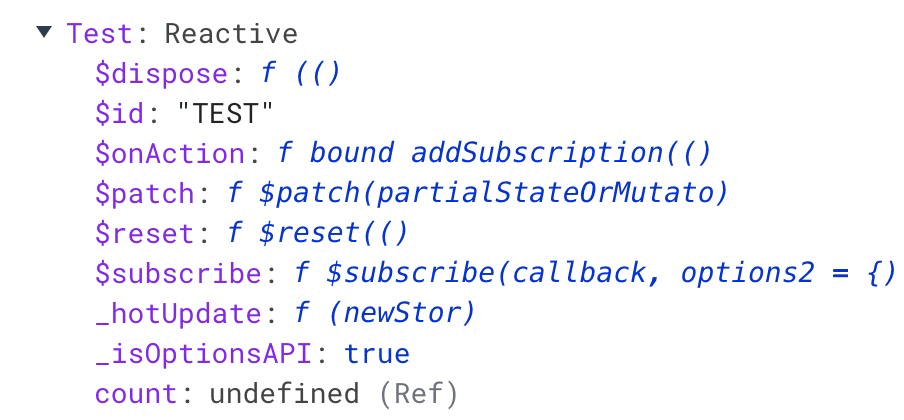 Test: Reactive
$dispose: f (()
$id: "TEST"
$onAction: f bound addSubscription(()
$patch: f $patch(partialStateOrMutato)
$reset: f $reset(()
$subscribe: f $subscribe(callback, options2 = {)
_hotUpdate: f (newStor)
_isOptionsAPI: true
count: undefined (Ref)